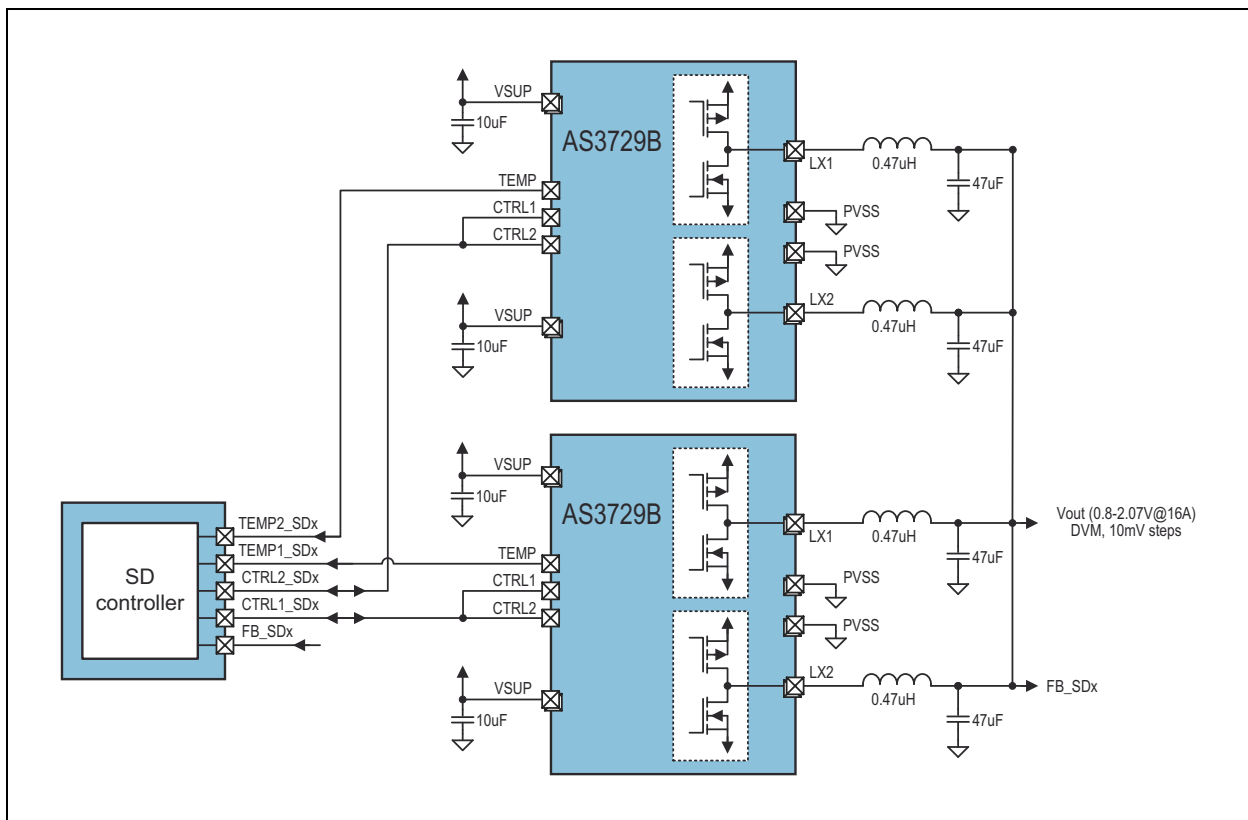 VSUP
10uF
AS3729B
TEMP
CTRL1
CTRL2
VSUP
10uF
LX1
0.47uH
47uF
PVSS
PVSS
LX2
0.47uH
47uF
VSUP
10uF
AS3729B
TEMP
CTRL1
CTRL2
VSUP
10uF
LX1
0.47uH
47uF
PVSS
PVSS
LX2
0.47uH
47uF
Vout (0.8-2.07V@16A)
DVM, 10mV steps
FB_SDx
SD
controller
TEMP2_SDx
TEMP1_SDx
CTRL2_SDx
CTRL1_SDx
FB_SDx